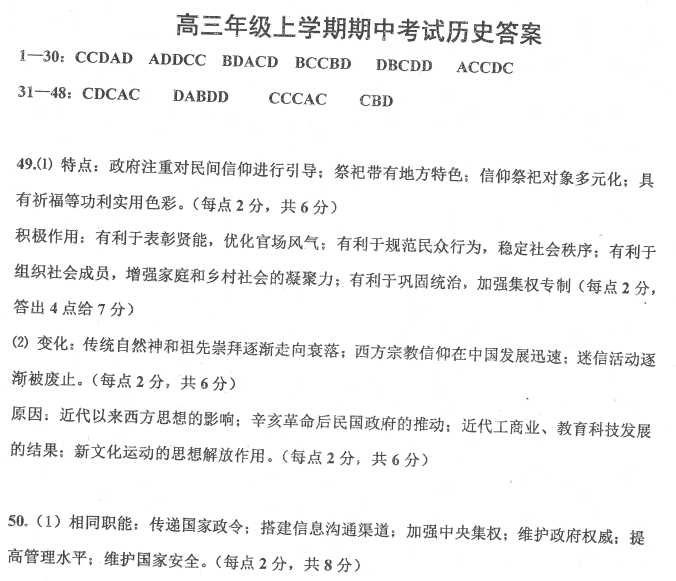 高三年级上学期期中考试历史答案
1—30：CCDAD ADDCC BDACD BCCBD DBCDD ACCDC
31—48：CDCAC DABDD CCCAC CBD
49.⑴ 特点：政府注重对民间信仰进行引导；祭祀带有地方特色；信仰祭祀对象多元化；具
有祈福等功利实用色彩。（每点 2 分，共 6 分）
积极作用：有利于表彰贤能，优化官场风气；有利于规范民众行为，稳定社会秩序；有利于
组织社会成员，增强家庭和乡村社会的凝聚力；有利于巩固统治，加强集权专制（每点 2 分，
答出 4 点给 7 分）
⑵ 变化：传统自然神和祖先崇拜逐渐走向衰落；西方宗教信仰在中国发展迅速；迷信活动逐
渐被废止。（每点 2 分，共 6 分）
原因：近代以来西方思想的影响；辛亥革命后民国政府的推动；近代工商业、教育科技发展
的结果；新文化运动的思想解放作用。（每点 2 分，共 6 分）
50.（1）相同职能：传递国家政令；搭建信息沟通渠道；加强中央集权；维护政府权威；提
高管理水平；维护国家安全。（每点 2 分，共 8 分）